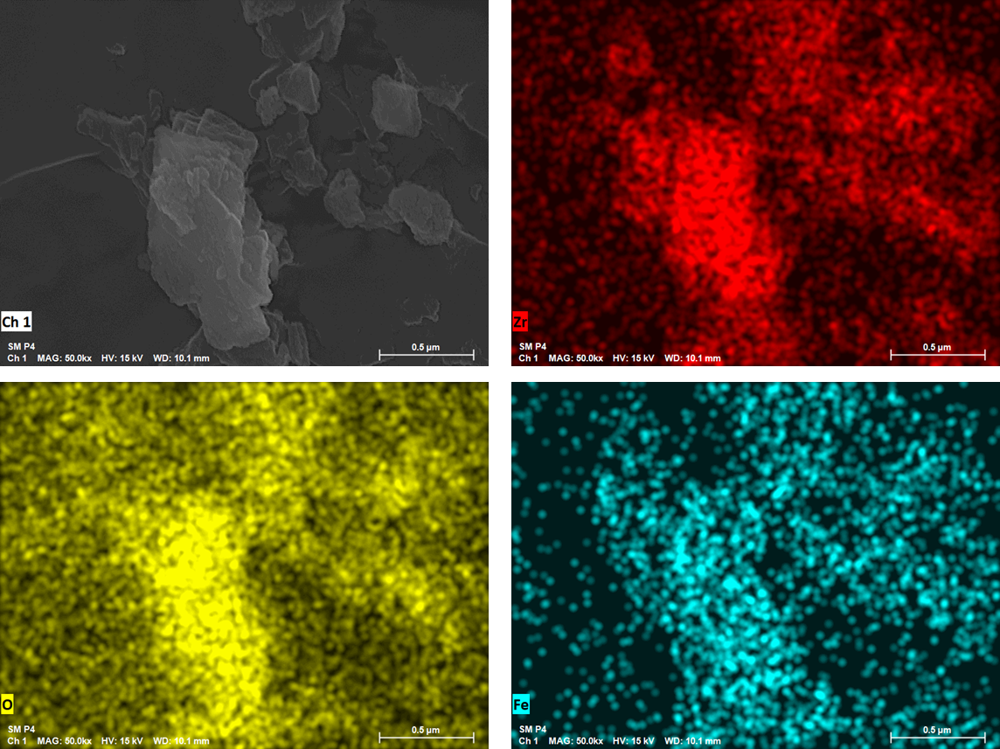 Ch 1
SM P4
Ch 1 MAG: 50.0kx HV: 15 kV WD: 10.1 mm
0.5 µm
Zr
SM P4
Ch 1 MAG: 50.0kx HV: 15 kV WD: 10.1 mm
0.5 µm
O
SM P4
Ch 1 MAG: 50.0kx HV: 15 kV WD: 10.1 mm
0.5 µm
Fe
SM P4
Ch 1 MAG: 50.0kx HV: 15 kV WD: 10.1 mm
0.5 µm